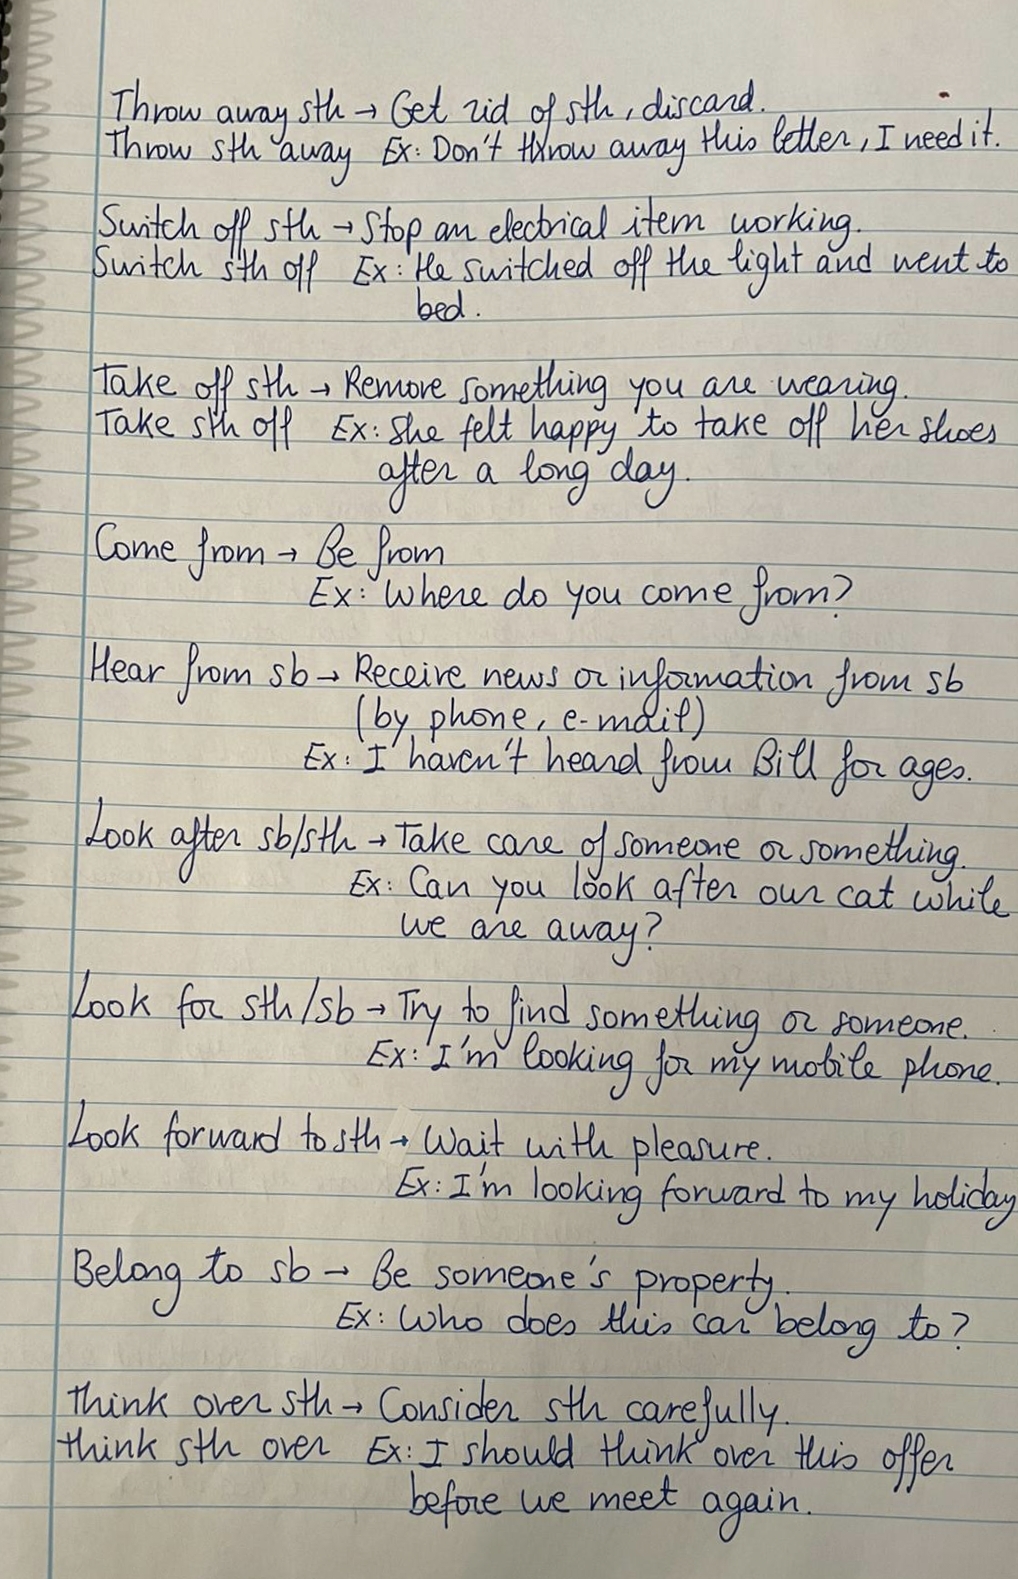 Throw away sth → Get rid of sth, discard.
Throw sth away Ex: Don't throw away this letter, I need it.
Switch off sth → Stop an electrical item working.
Switch sth off Ex: He switched off the light and went to
bed.
Take off sth → Remove something you are wearing.
Take sth off Ex: She felt happy to take off her shoes
after a long day.
Come from → Be from
Ex: Where do you come from?
Hear from sb → Receive news or information from sb
(by phone, e-mail)
Ex: I haven't heard from Bill for ages.
Look after sb/sth → Take care of someone or something.
Ex: Can you look after our cat while
we are away?
Look for sth/sb → Try to find something or someone.
Ex: I'm looking for my mobile phone.
Look forward to sth → Wait with pleasure.
Ex: I'm looking forward to my holiday
Belong to sb → Be someone's property.
Ex: Who does this car belong to?
Think over sth → Consider sth carefully.
think sth over Ex: I should think over this offer
before we meet again.